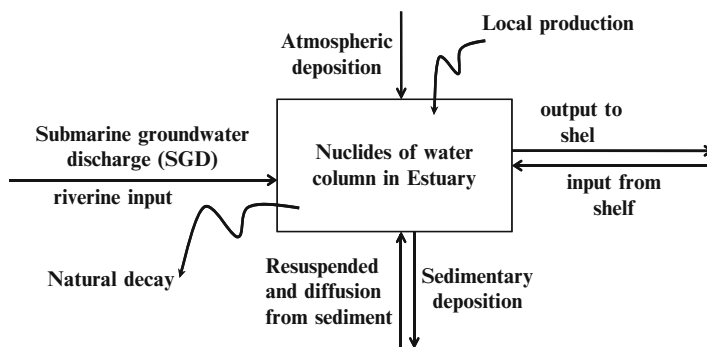 Atmospheric
deposition
Local production
Submarine groundwater
discharge (SGD)
riverine input
Nuclides of water
column in Estuary
output to
shel
input from
shelf
Natural decay
Resuspended
and diffusion
from sediment
Sedimentary
deposition